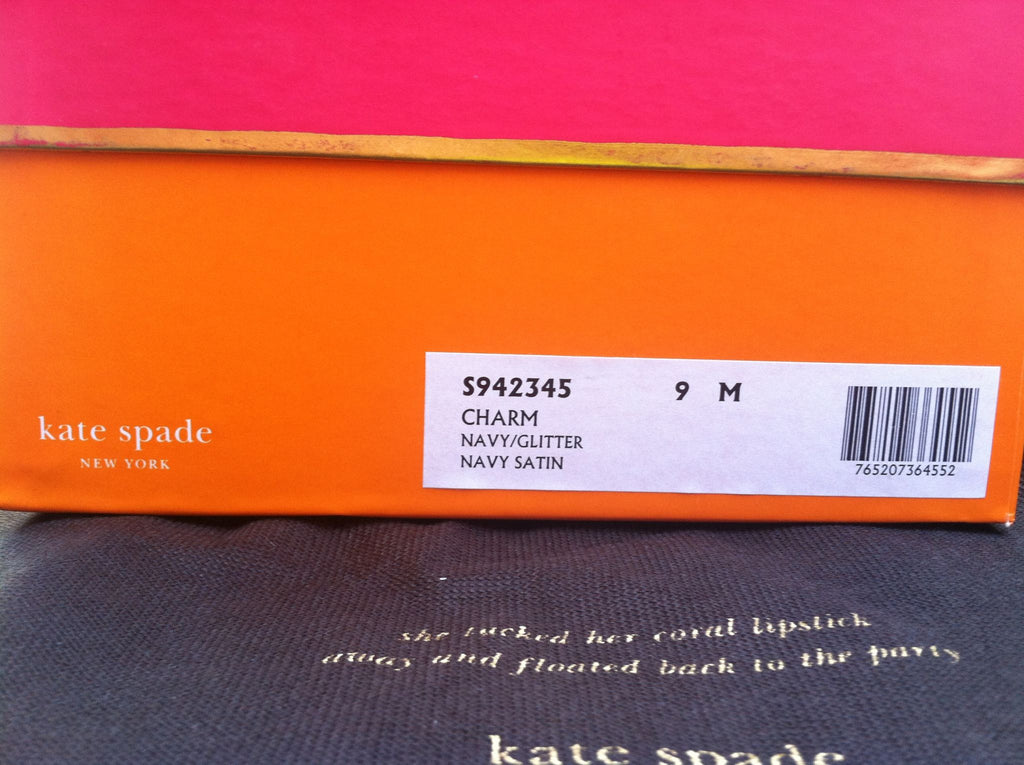 S942345 9 M
CHARM
NAVY/GLITTER
NAVY SATIN
765207364552
kate spade
NEW YORK
she tucked her coral lipstick
away and floated back to the party
kate spade